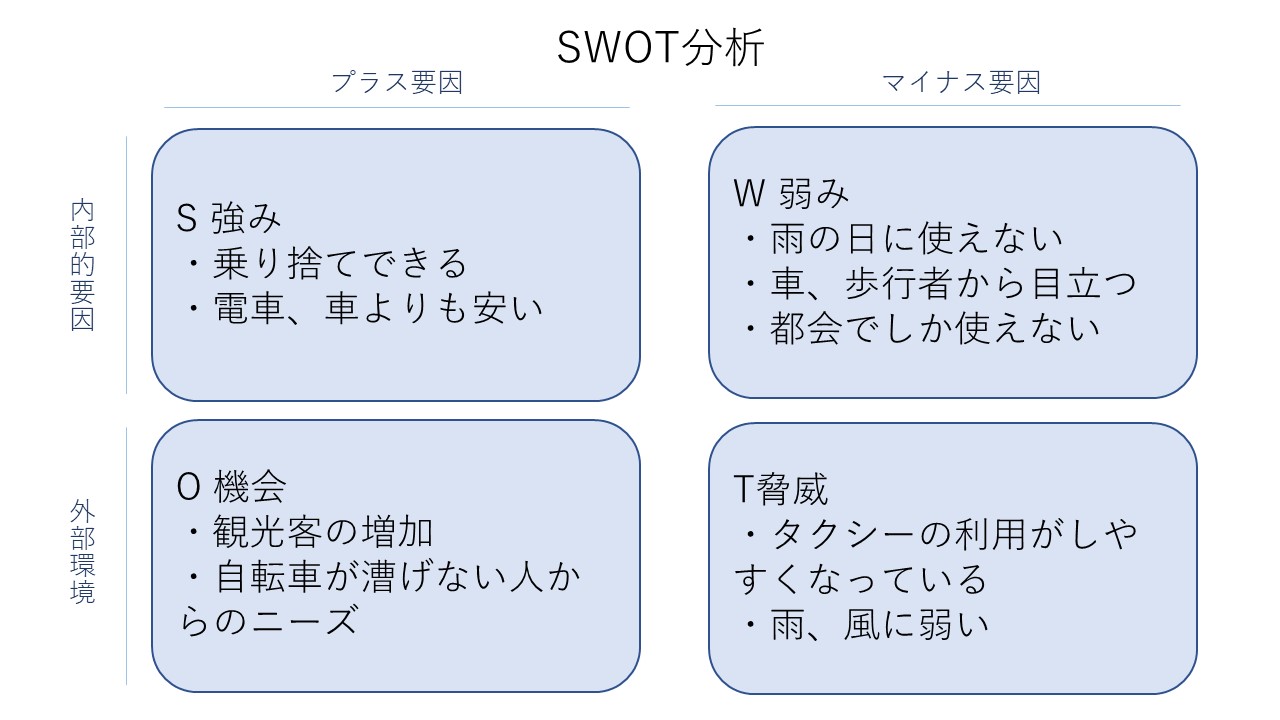 SWOT分析
プラス要因
マイナス要因
内部的要因
S 強み
・乗り捨てできる
・電車、車よりも安い
W 弱み
・雨の日に使えない
・車、歩行者から目立つ
・都会でしか使えない
外部環境
O 機会
・観光客の増加
・自転車が漕げない人か
らのニーズ
T脅威
・タクシーの利用がしや
すくなっている
・雨、風に弱い